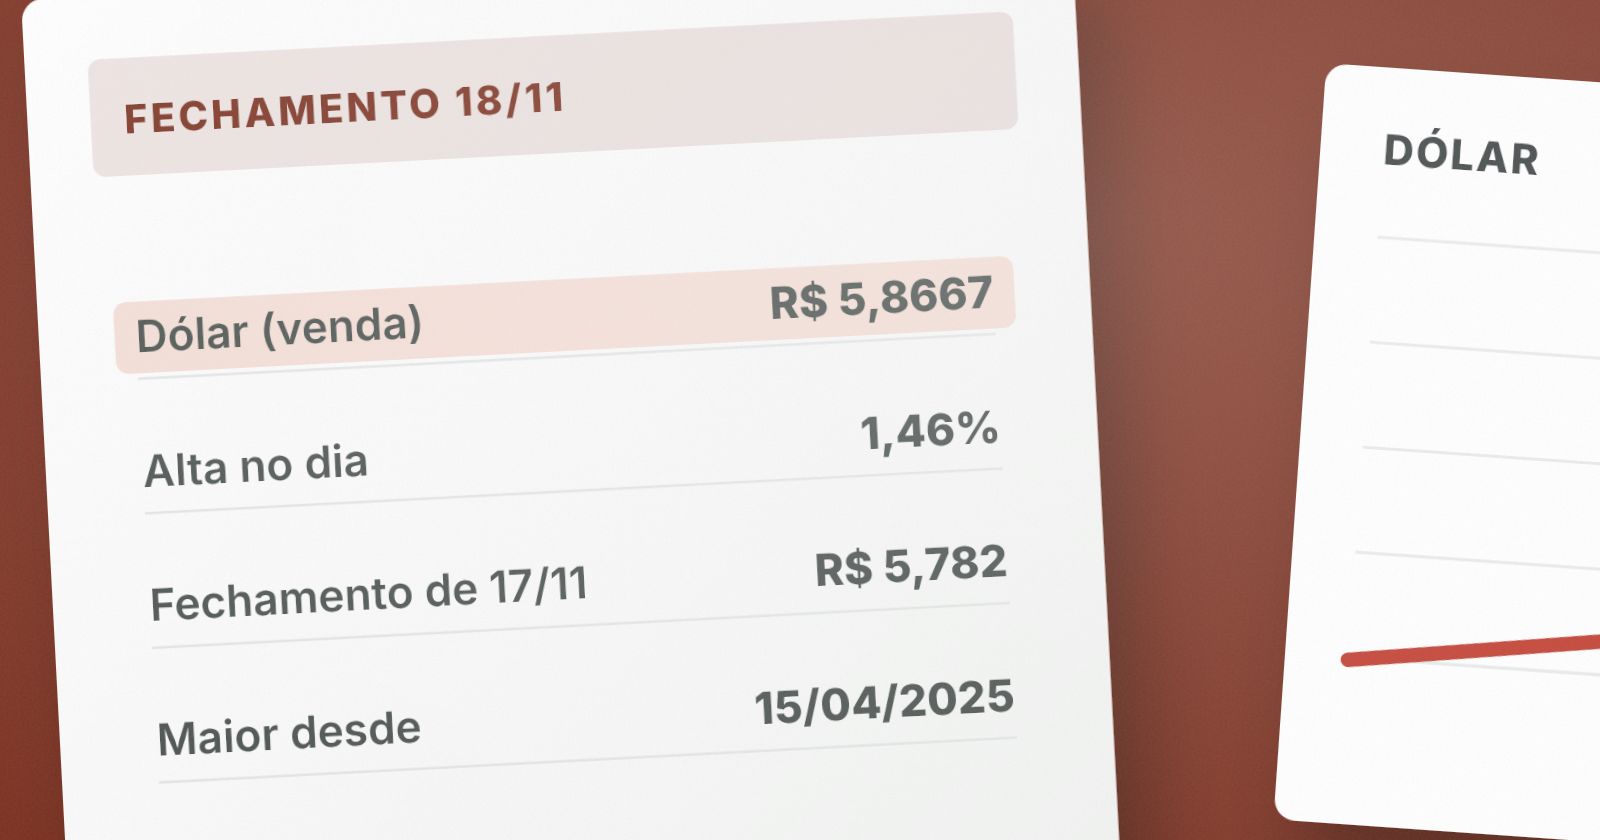 FECHAMENTO 18/11
Dólar (venda) R$ 5,8667
Alta no dia 1,46%
Fechamento de 17/11 R$ 5,782
Maior desde 15/04/2025
DÓLAR